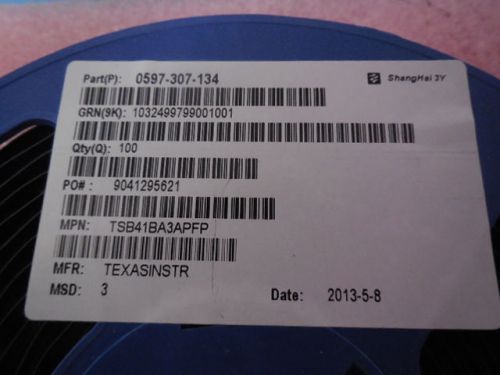 Part(P): 0597-307-134
ShangHai 3Y
GRN(9K): 1032499799001001
Qty(Q): 100
PO# : 9041295621
MPN: TSB41BA3APFP
MFR: TEXASINSTR
MSD: 3
Date: 2013-5-8